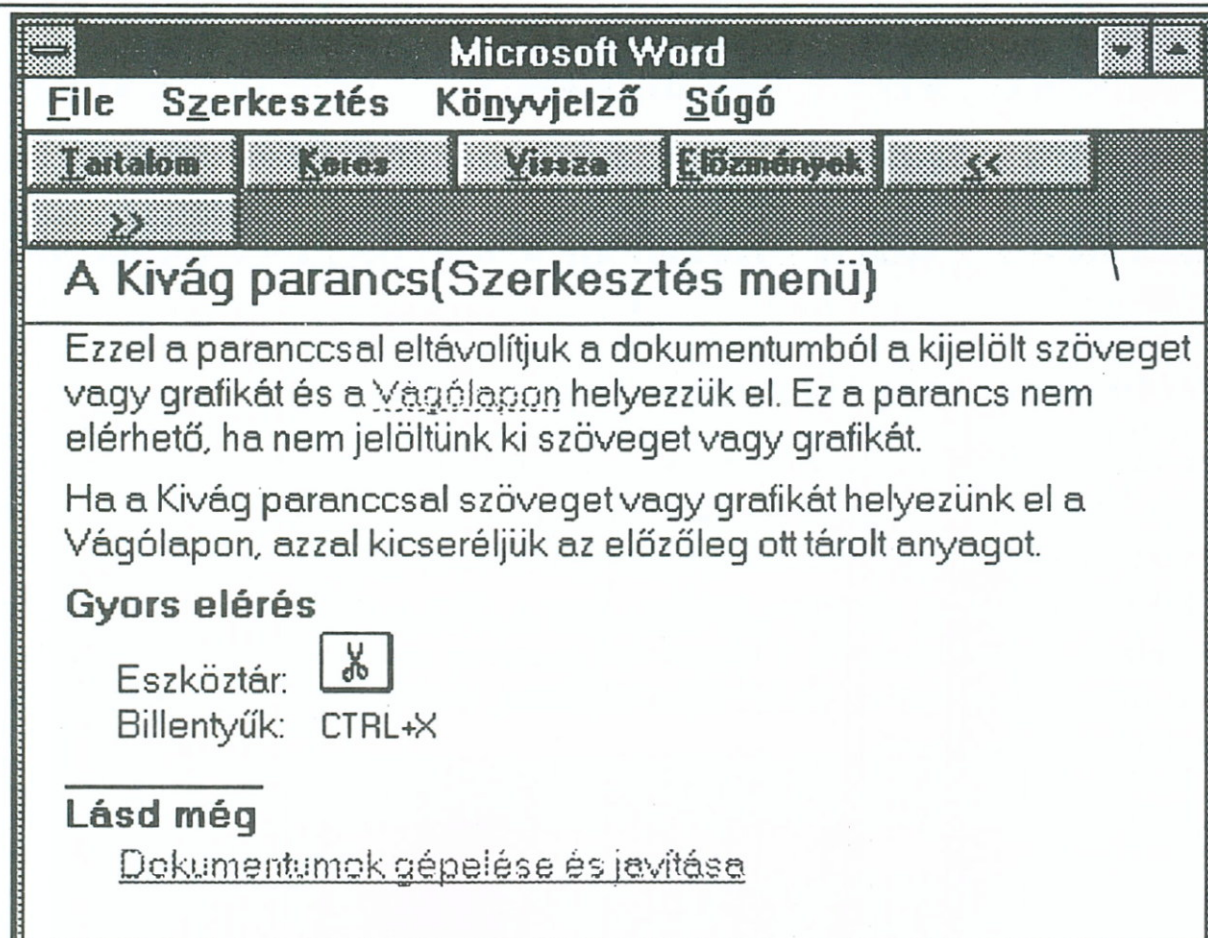 Microsoft Word
File Szerkesztés Könyvjelző Súgó
Tartalom Keres Vissza Előzmények <<
>>
A Kivág parancs(Szerkesztés menü)
Ezzel a paranccsal eltávolítjuk a dokumentumból a kijelölt szöveget
vagy grafikát és a Vágólapon helyezzük el. Ez a parancs nem
elérhető, ha nem jelöltünk ki szöveget vagy grafikát.
Ha a Kivág paranccsal szöveget vagy grafikát helyezünk el a
Vágólapon, azzal kicseréljük az előzőleg ott tárolt anyagot.
Gyors elérés
Eszköztár:
Billentyűk: CTRL+X
Lásd még
Dokumentumok gépelése és javítása